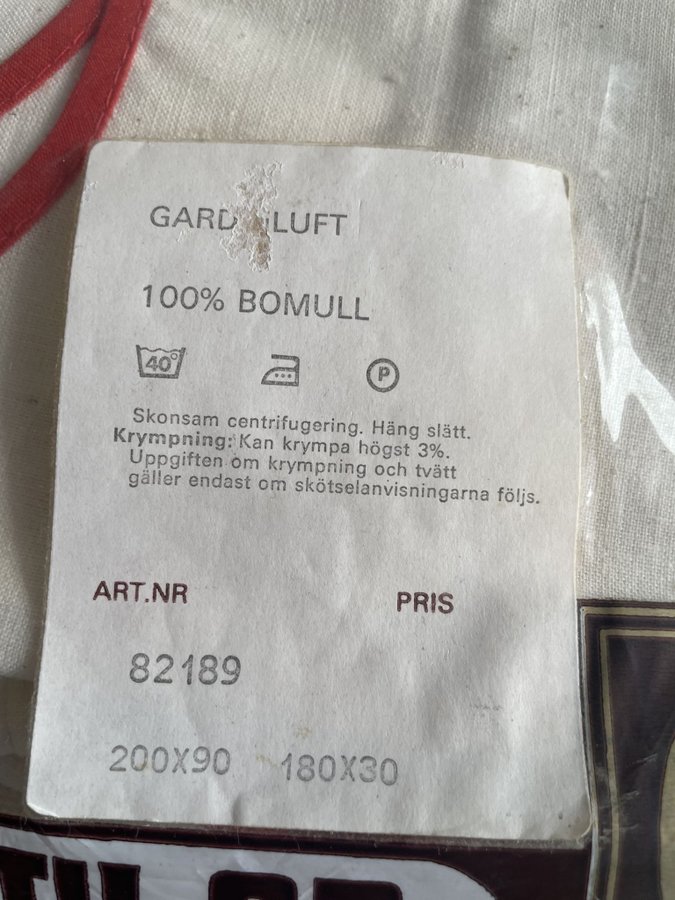 LUFT
100% BOMULL
40°
P
Skonsam centrifugering. Häng slätt.
Krympning: Kan krympa högst 3%.
Uppgiften om krympning och tvätt
gäller endast om skötselanvisningarna följs.
ART.NR PRIS
82189
200X90 180X30